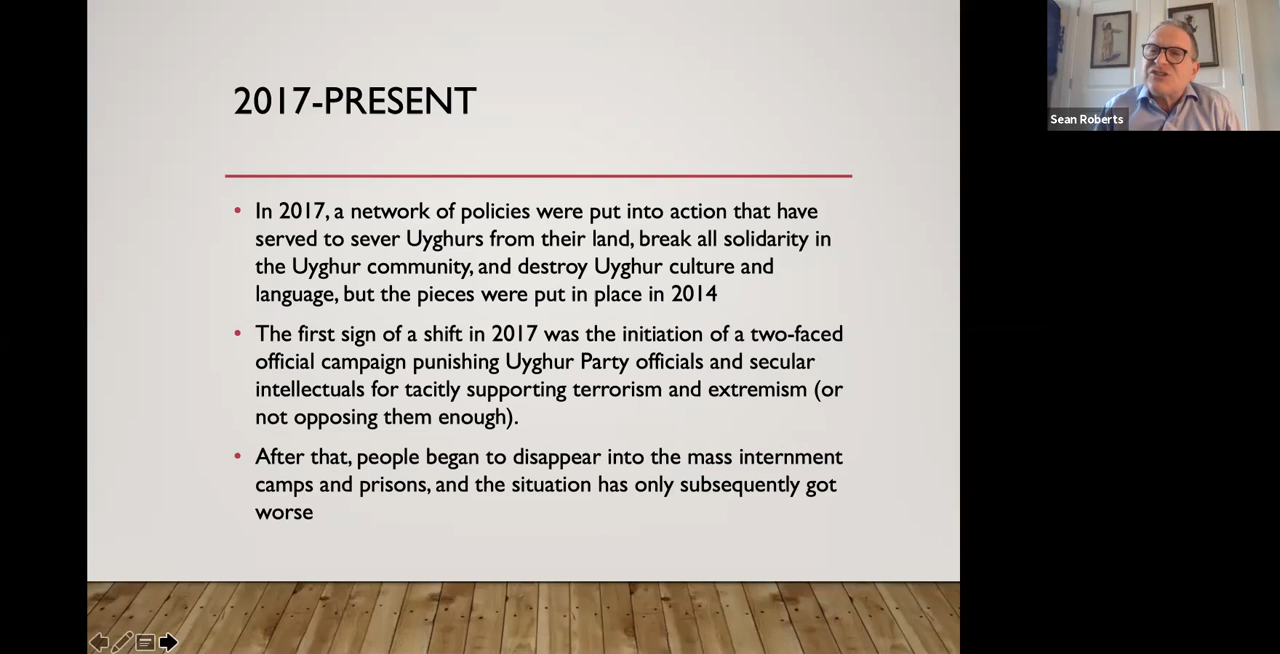 2017-PRESENT
• In 2017, a network of policies were put into action that have
served to sever Uyghurs from their land, break all solidarity in
the Uyghur community, and destroy Uyghur culture and
language, but the pieces were put in place in 2014
• The first sign of a shift in 2017 was the initiation of a two-faced
official campaign punishing Uyghur Party officials and secular
intellectuals for tacitly supporting terrorism and extremism (or
not opposing them enough).
• After that, people began to disappear into the mass internment
camps and prisons, and the situation has only subsequently got
worse
Sean Roberts